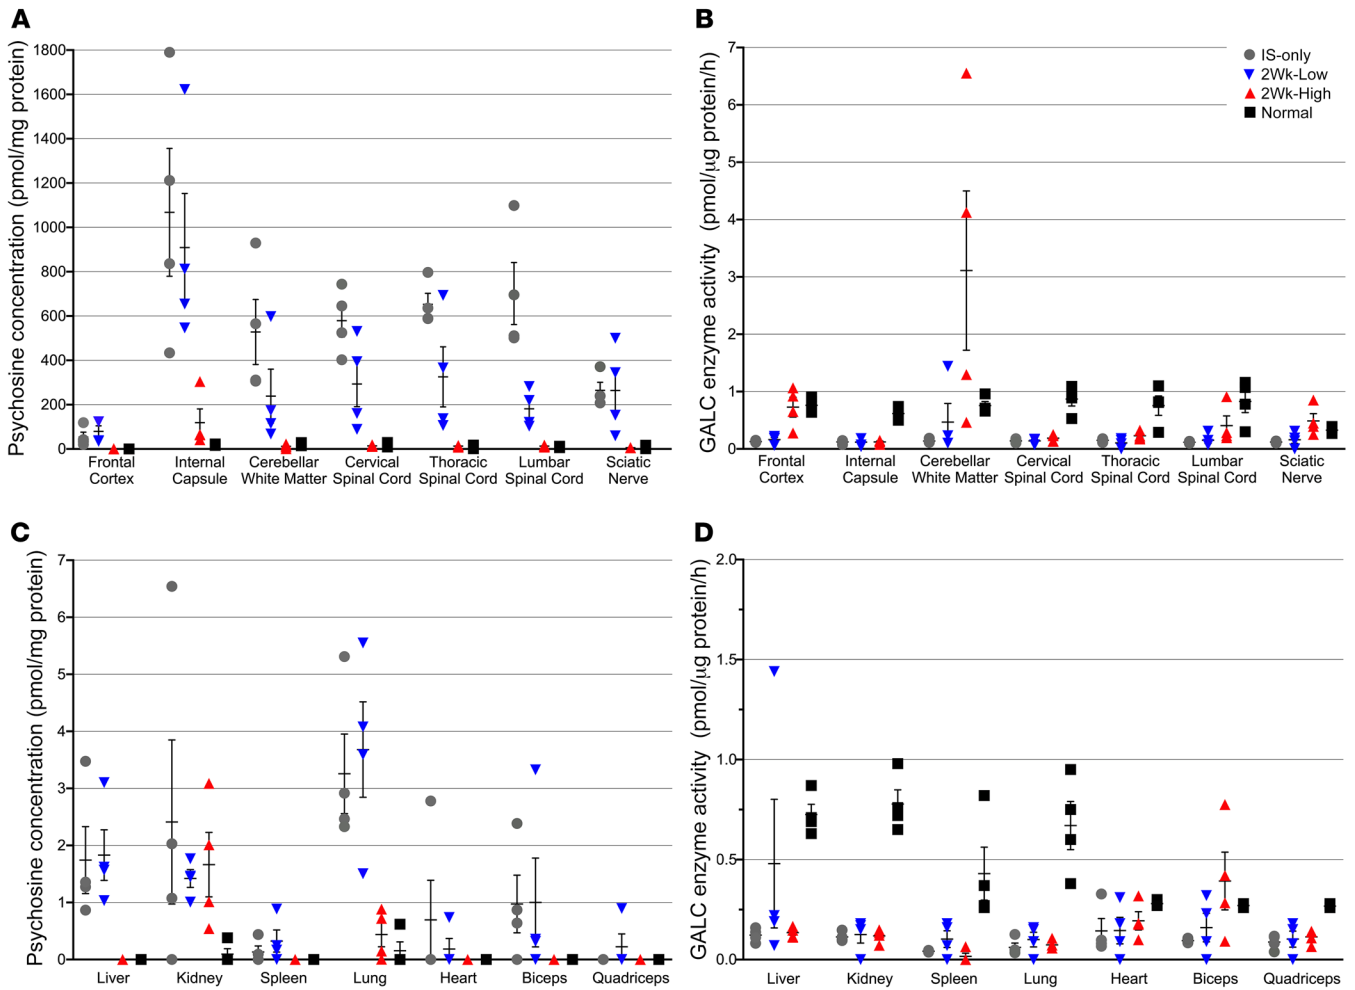 A
Psychosine concentration (pmol/mg protein)
1800
1600
1400
1200
1000
800
600
400
200
0
Frontal Cortex
Internal Capsule
Cerebellar White Matter
Cervical Spinal Cord
Thoracic Spinal Cord
Lumbar Spinal Cord
Sciatic Nerve
B
GALC enzyme activity (pmol/µg protein/h)
7
6
5
4
3
2
1
0
IS-only
2Wk-Low
2Wk-High
Normal
Frontal Cortex
Internal Capsule
Cerebellar White Matter
Cervical Spinal Cord
Thoracic Spinal Cord
Lumbar Spinal Cord
Sciatic Nerve
C
Psychosine concentration (pmol/mg protein)
7
6
5
4
3
2
1
0
Liver
Kidney
Spleen
Lung
Heart
Biceps
Quadriceps
D
GALC enzyme activity (pmol/µg protein/h)
2.0
1.5
1.0
0.5
0.0
Liver
Kidney
Spleen
Lung
Heart
Biceps
Quadriceps